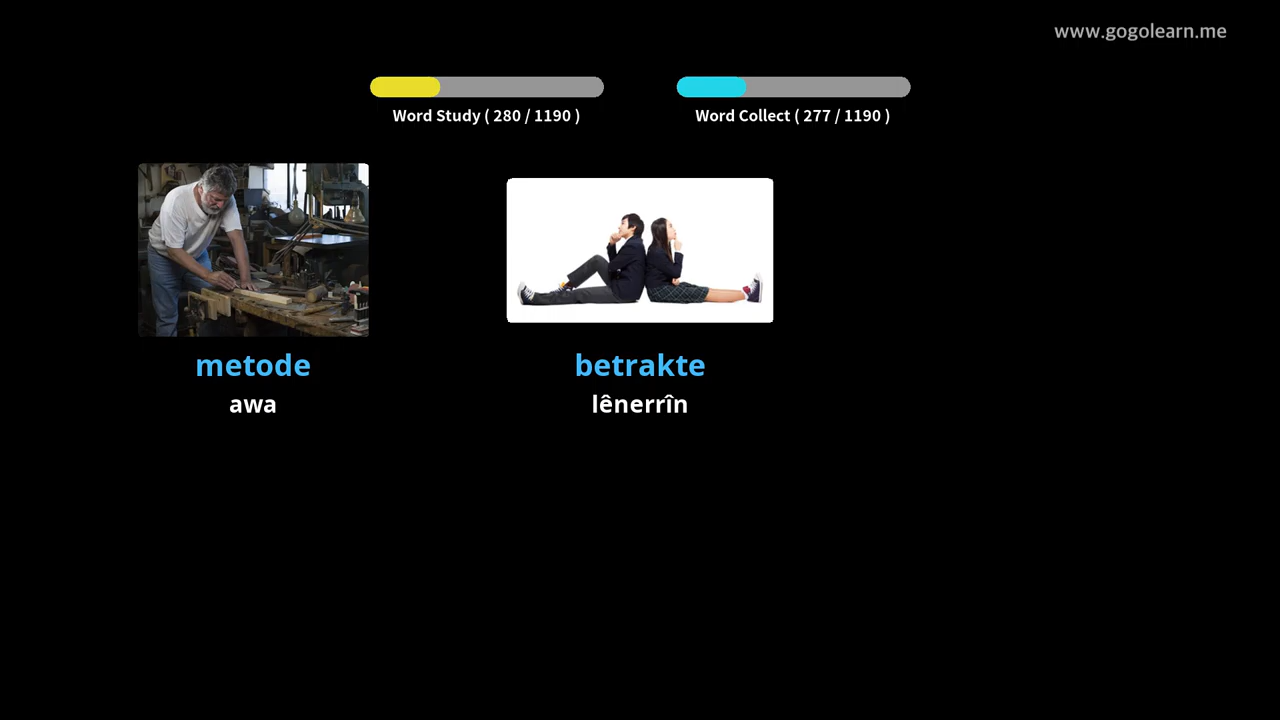 www.gogolearn.me
Word Study ( 280 / 1190 )
Word Collect ( 277 / 1190 )
metode
awa
betrakte
lênerrîn